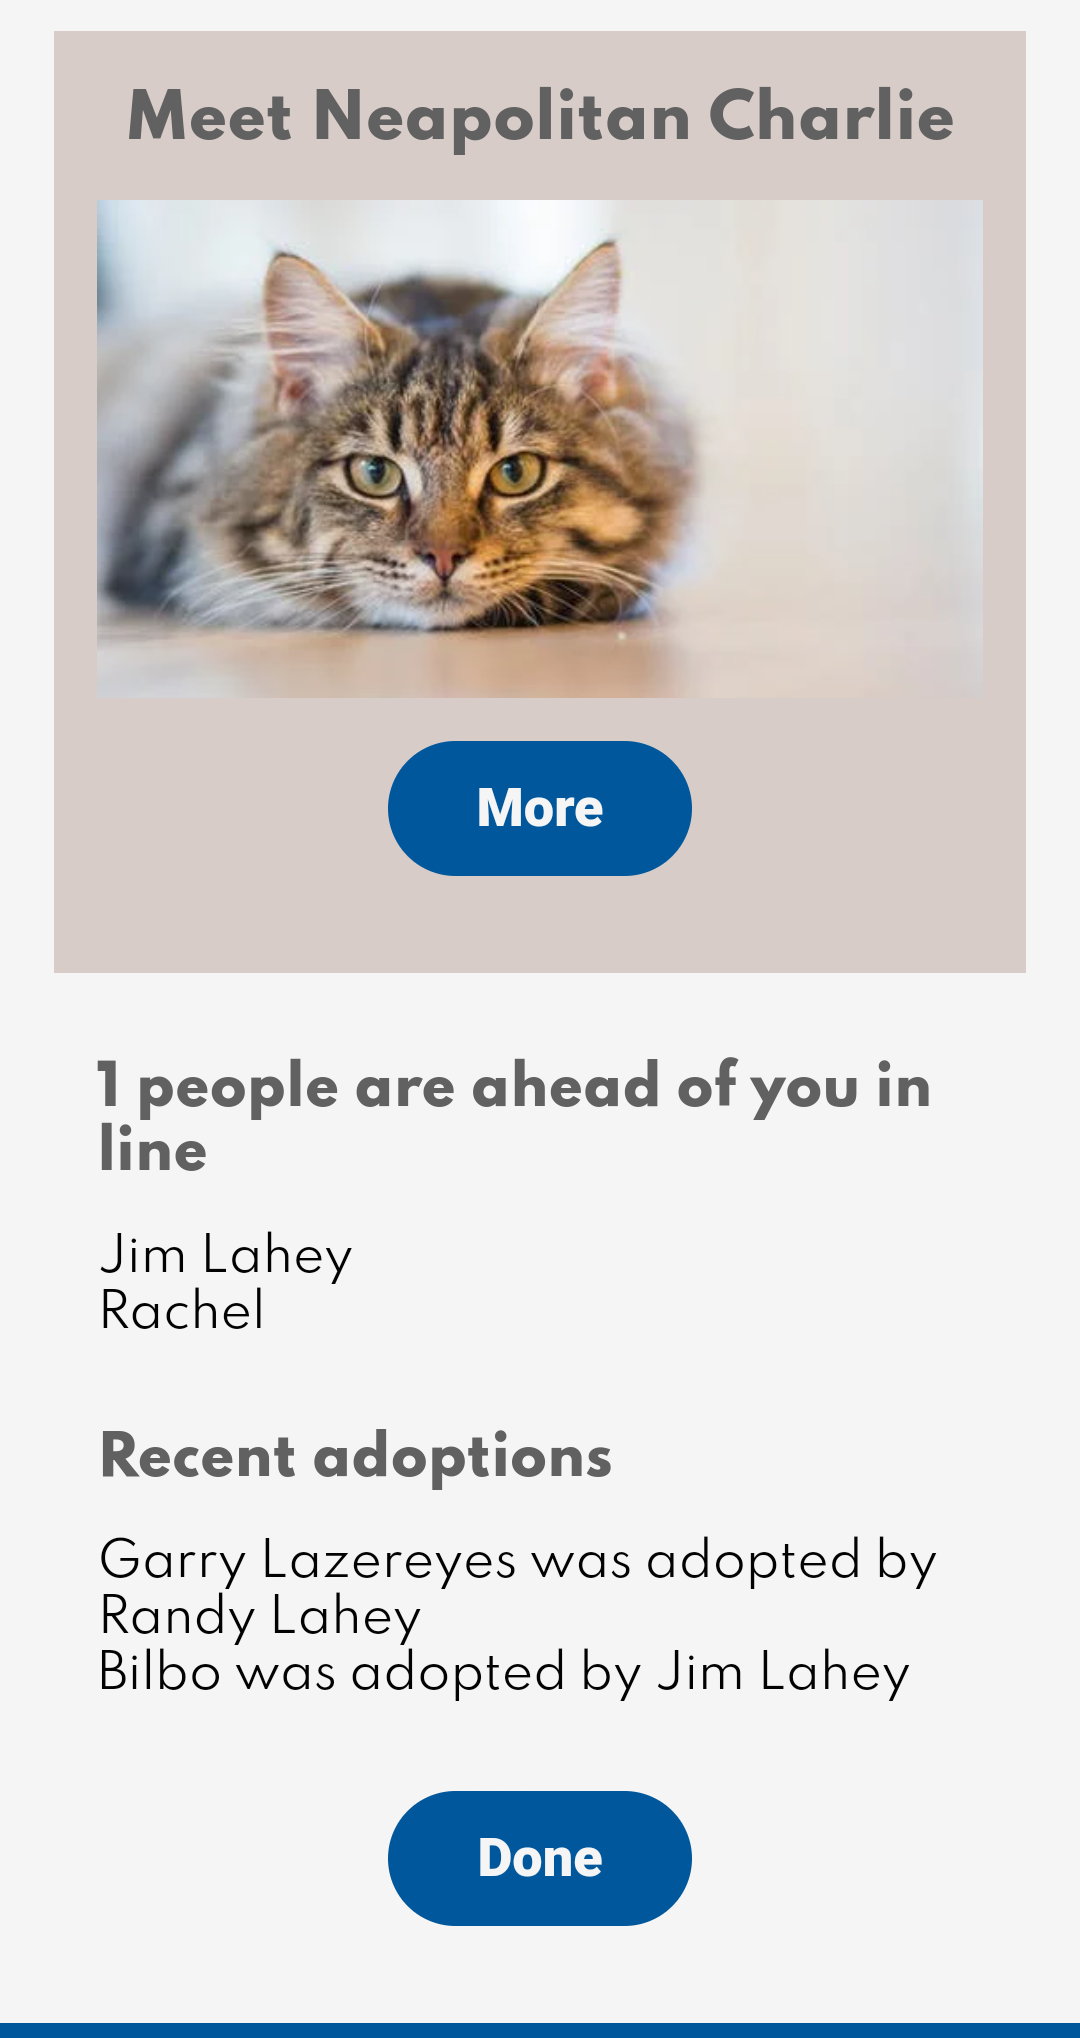 Meet Neapolitan Charlie
More
1 people are ahead of you in
line
Jim Lahey
Rachel
Recent adoptions
Garry Lazereyes was adopted by
Randy Lahey
Bilbo was adopted by Jim Lahey
Done